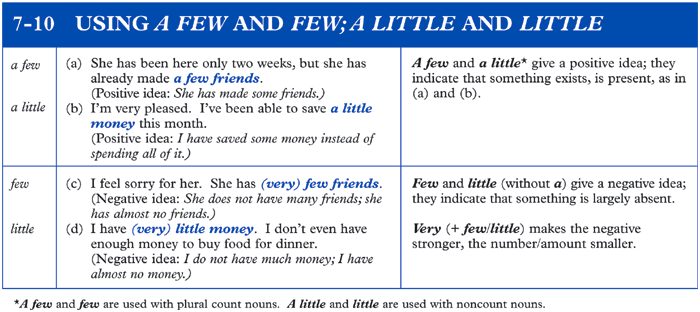 7-10 USING A FEW AND FEW; A LITTLE AND LITTLE
a few
(a) She has been here only two weeks, but she has
already made a few friends.
(Positive idea: She has made some friends.)
a little
(b) I'm very pleased. I've been able to save a little
money this month.
(Positive idea: I have saved some money instead of
spending all of it.)
A few and a little* give a positive idea; they
indicate that something exists, is present, as in
(a) and (b).
few
(c) I feel sorry for her. She has (very) few friends.
(Negative idea: She does not have many friends; she
has almost no friends.)
little
(d) I have (very) little money. I don't even have
enough money to buy food for dinner.
(Negative idea: I do not have much money; I have
almost no money.)
Few and little (without a) give a negative idea;
they indicate that something is largely absent.
Very (+ few/little) makes the negative
stronger, the number/amount smaller.
*A few and few are used with plural count nouns. A little and little are used with noncount nouns.